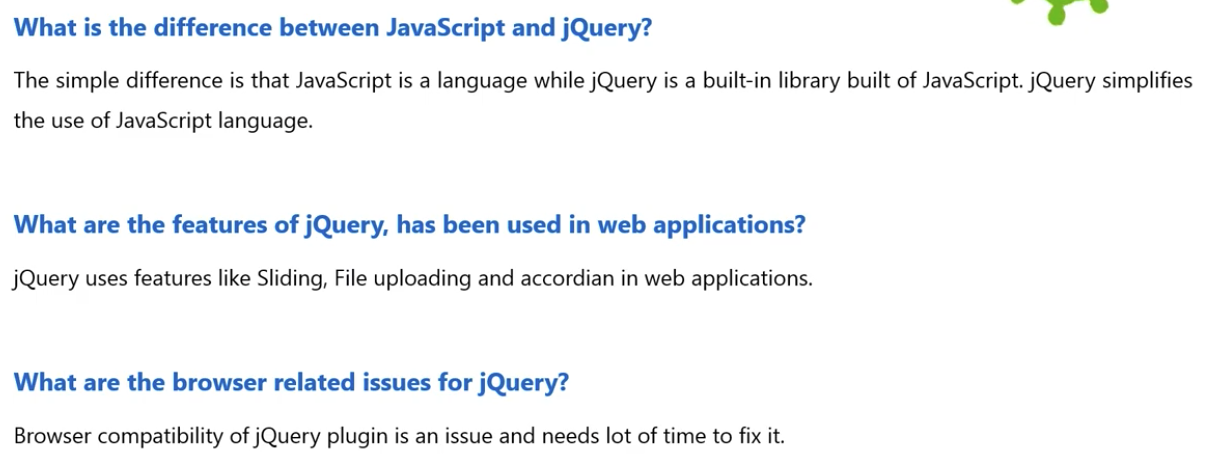 What is the difference between JavaScript and jQuery?
The simple difference is that JavaScript is a language while jQuery is a built-in library built of JavaScript. jQuery simplifies
the use of JavaScript language.
What are the features of jQuery, has been used in web applications?
jQuery uses features like Sliding, File uploading and accordian in web applications.
What are the browser related issues for jQuery?
Browser compatibility of jQuery plugin is an issue and needs lot of time to fix it.